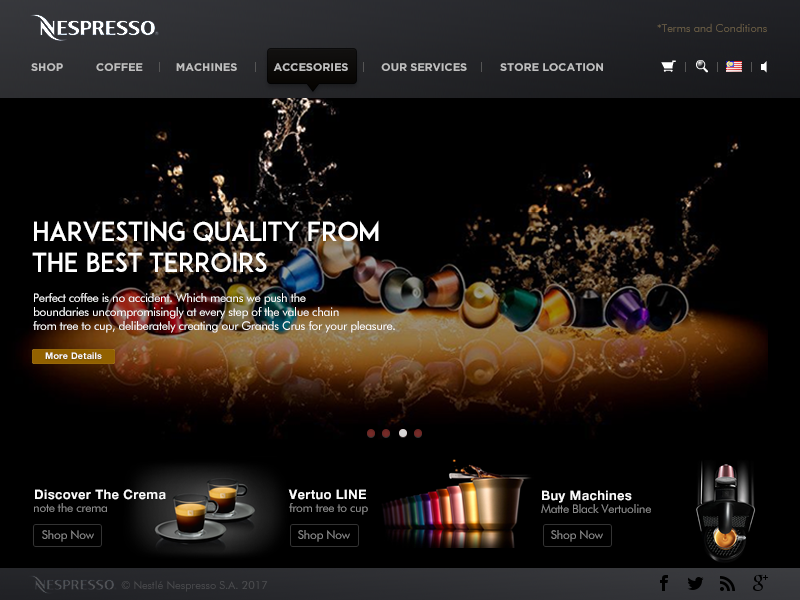 NESPRESSO
*Terms and Conditions
SHOP
COFFEE
MACHINES
ACCESORIES
OUR SERVICES
STORE LOCATION
HARVESTING QUALITY FROM
THE BEST TERROIRS
Perfect coffee is no accident. Which means we push the
boundaries uncompromisingly at every step of the value chain
from tree to cup, deliberately creating our Grands Crus for your pleasure.
More Details
Discover The Crema
note the crema
Shop Now
Vertuo LINE
from tree to cup
Shop Now
Buy Machines
Matte Black Vertuoline
Shop Now
NESPRESSO. © Nestlé Nespresso S.A. 2017